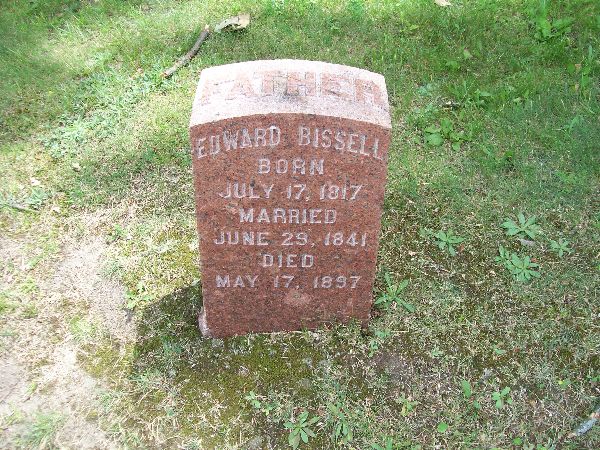 FATHER
EDWARD BISSELL
BORN
JULY 17, 1817
MARRIED
JUNE 29, 1841
DIED
MAY 17, 1897